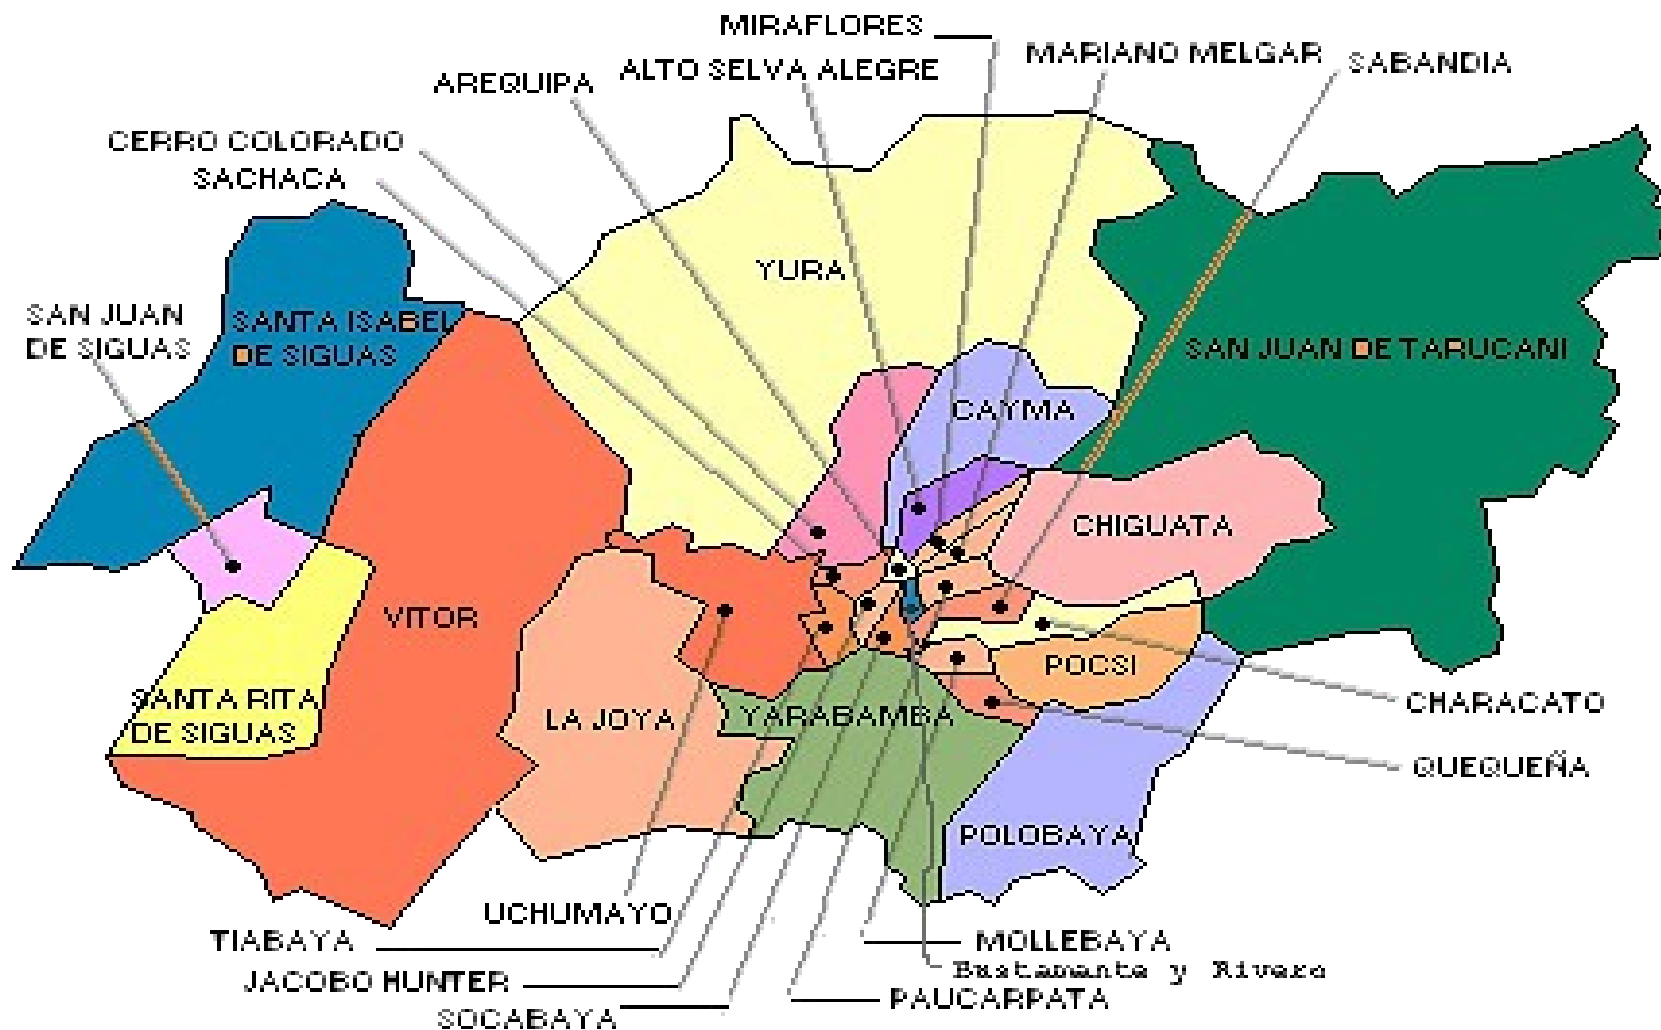 MIRAFLORES
MARIANO MELGAR
SABANDIA
ALTO SELVA ALEGRE
AREQUIPA
CERRO COLORADO
SACHACA
YURA
SAN JUAN
DE SIGUAS
SANTA ISABEL
DE SIGUAS
SAN JUAN DE TARUCANI
CAYMA
CHIGUATA
VITOR
POCSI
SANTA RITA
DE SIGUAS
LA JOYA
YARABAMBA
CHARACATO
QUEQUEÑA
POLOBAYA
UCHUMAYO
TIABAYA
MOLLEBAYA
Bustamante y Rivero
JACOBO HUNTER
PAUCARPATA
SOCABAYA